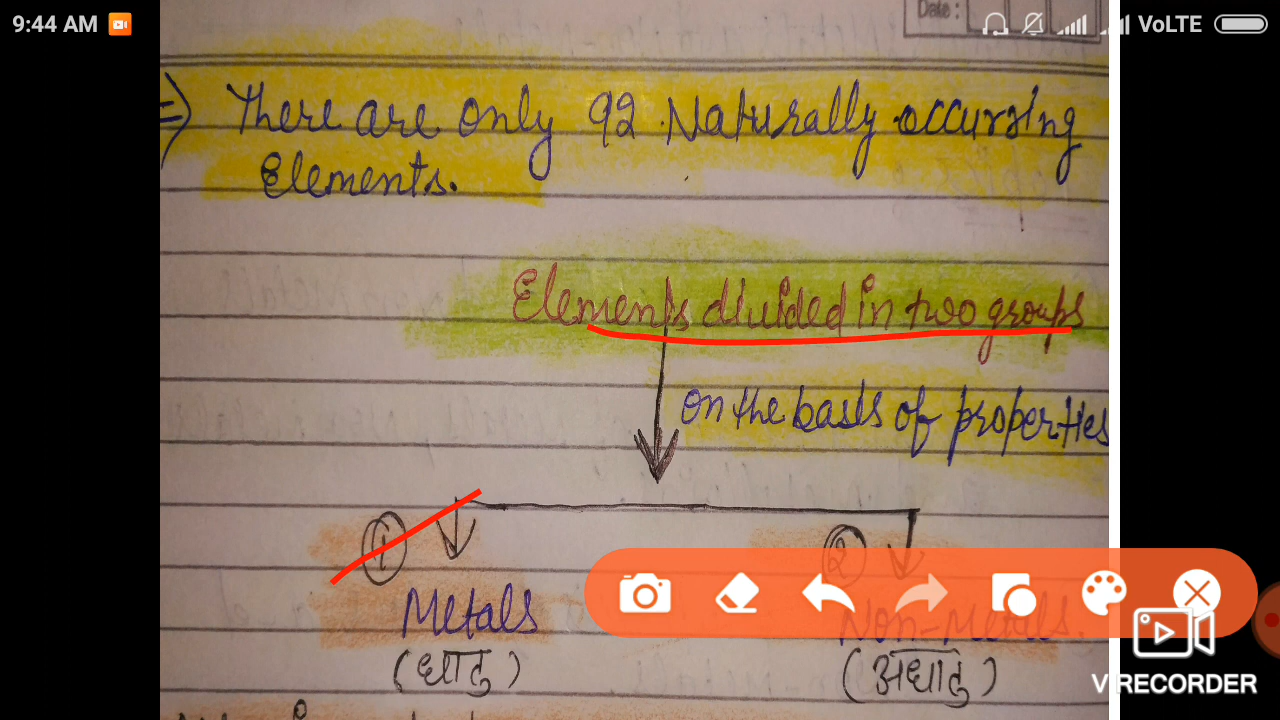 9:44 AM
VoLTE
Date :
=) There are only 92 Naturally occurring
Elements.
Elements divided in two groups
on the basis of properties
1
2
Metals
Non-Metals.
(धातु)
(अधातु)
V RECORDER